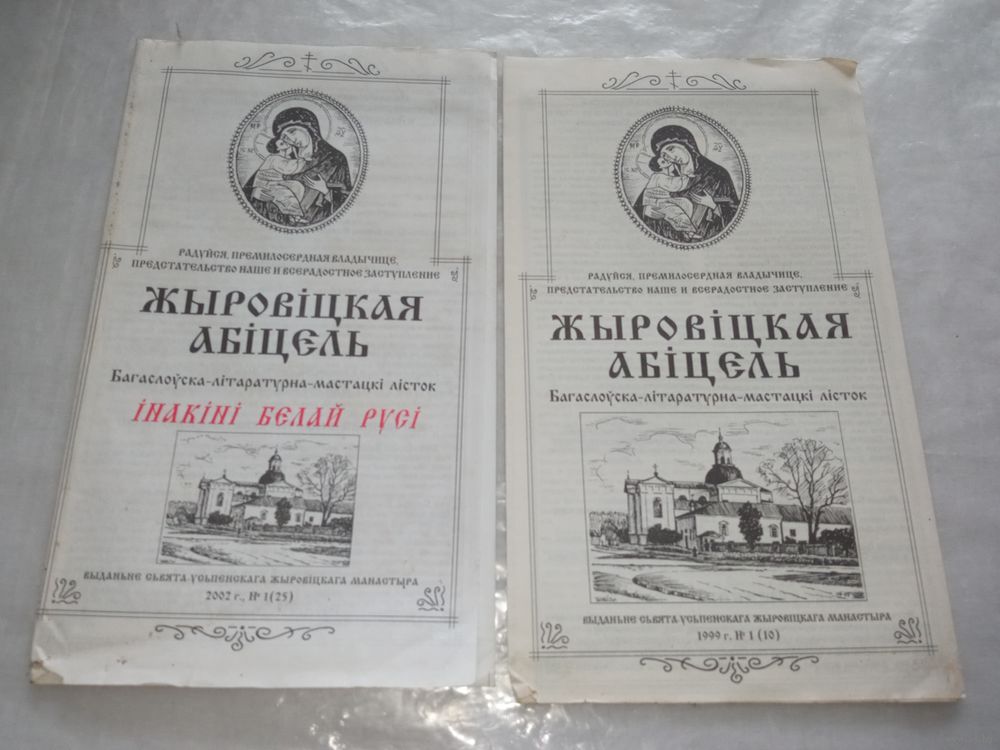 РАДУЙСЯ, ПРЕМИЛОСЕРДНАЯ ВЛАДЫЧИЦЕ,
ПРЕДСТАТЕЛЬСТВО НАШЕ И ВСЕРАДОСТНОЕ ЗАСТУПЛЕНИЕ
ЖЫРОВІЦКАЯ
АБІЦЕЛЬ
Багаслоўска-літаратурна-мастацкі лісток
ІНАКІНІ БЕЛАЙ РУСІ
ВЫДАНЬНЕ СЬВЯТА-УСЬПЕНСКАГА ЖЫРОВІЦКАГА МАНАСТЫРА
2002 г., № 1(25)
РАДУЙСЯ, ПРЕМИЛОСЕРДНАЯ ВЛАДЫЧИЦЕ,
ПРЕДСТАТЕЛЬСТВО НАШЕ И ВСЕРАДОСТНОЕ ЗАСТУПЛЕНИЕ
ЖЫРОВІЦКАЯ
АБІЦЕЛЬ
Багаслоўска-літаратурна-мастацкі лісток
ВЫДАНЬНЕ СЬВЯТА-УСЬПЕНСКАГА ЖЫРОВІЦКАГА МАНАСТЫРА
1999 г. № 1 (10)